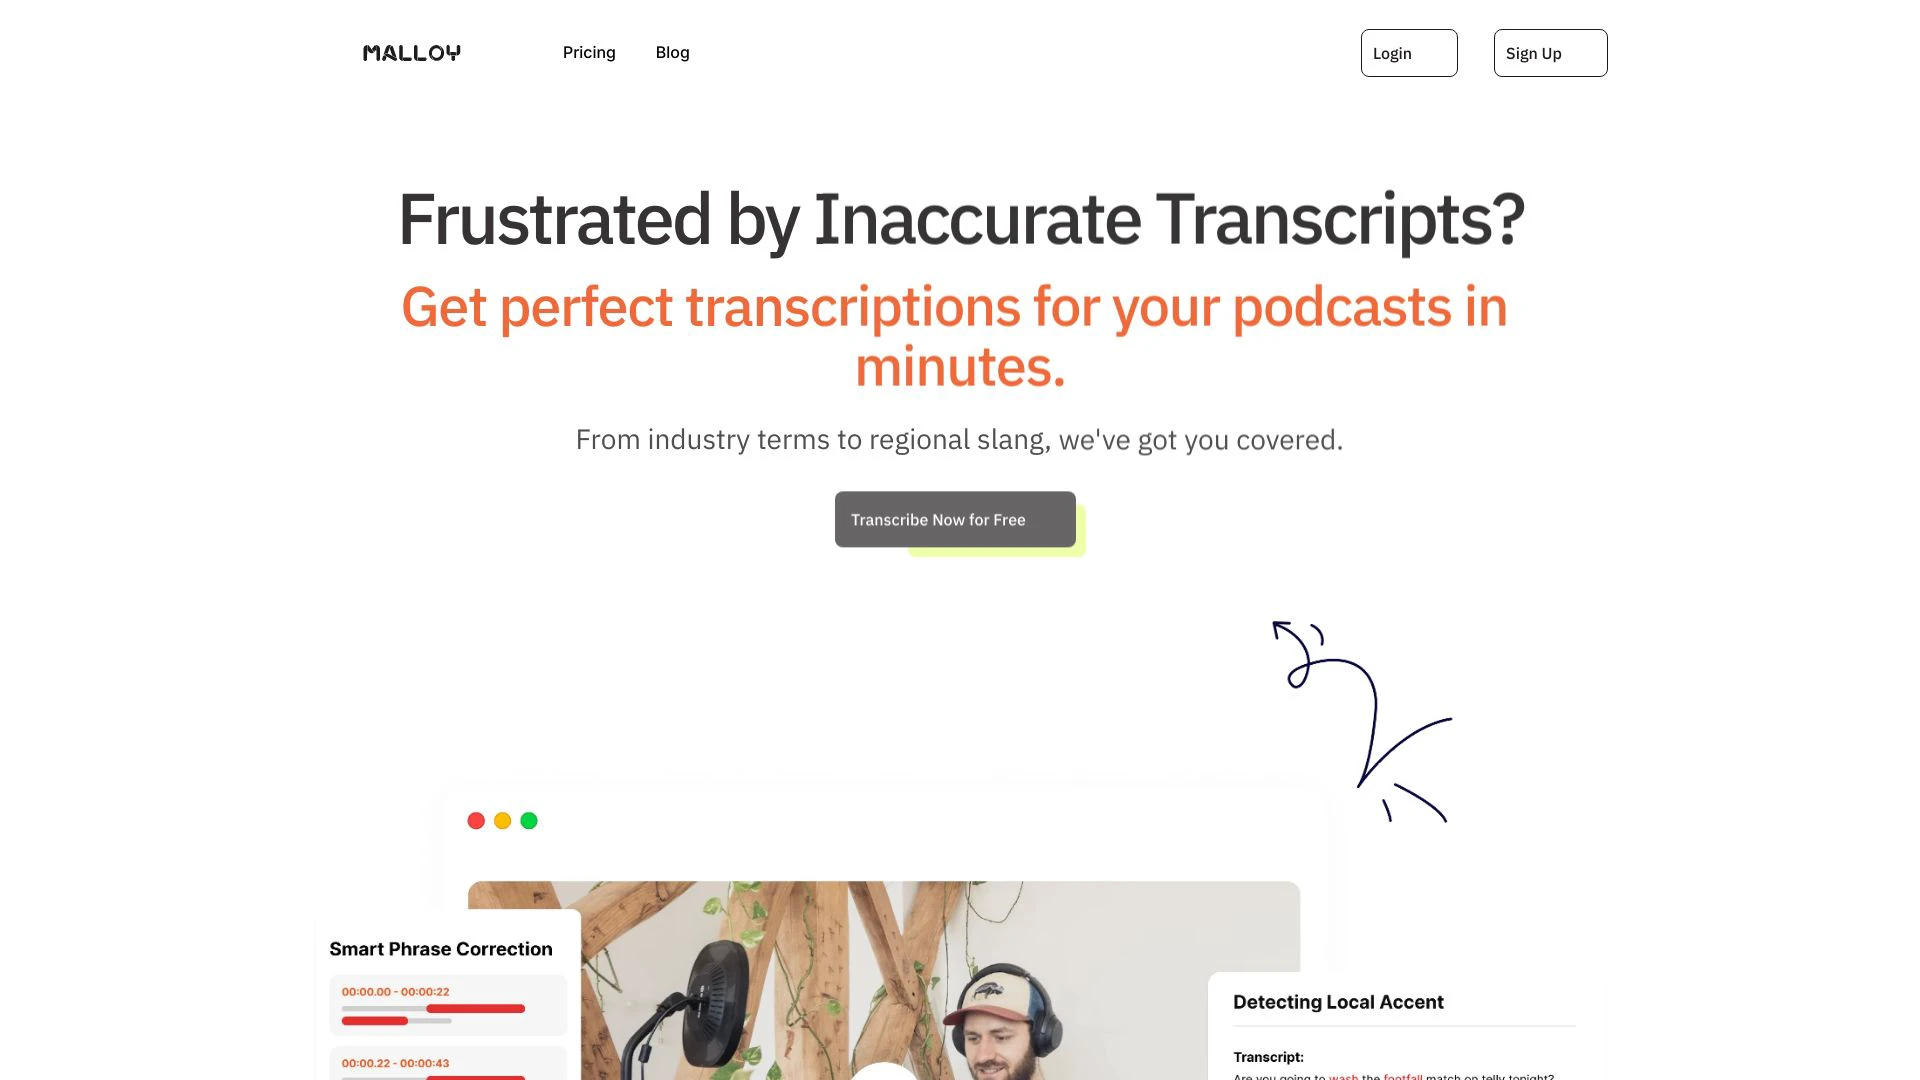 MALLOY
Pricing
Blog
Login
Sign Up
Frustrated by Inaccurate Transcripts?
Get perfect transcriptions for your podcasts in
minutes.
From industry terms to regional slang, we've got you covered.
Transcribe Now for Free
Smart Phrase Correction
00:00.00 - 00:00:22
00:00.22 - 00:00:43
Detecting Local Accent
Transcript:
Are you going to wash the footfall match on telly tonight?